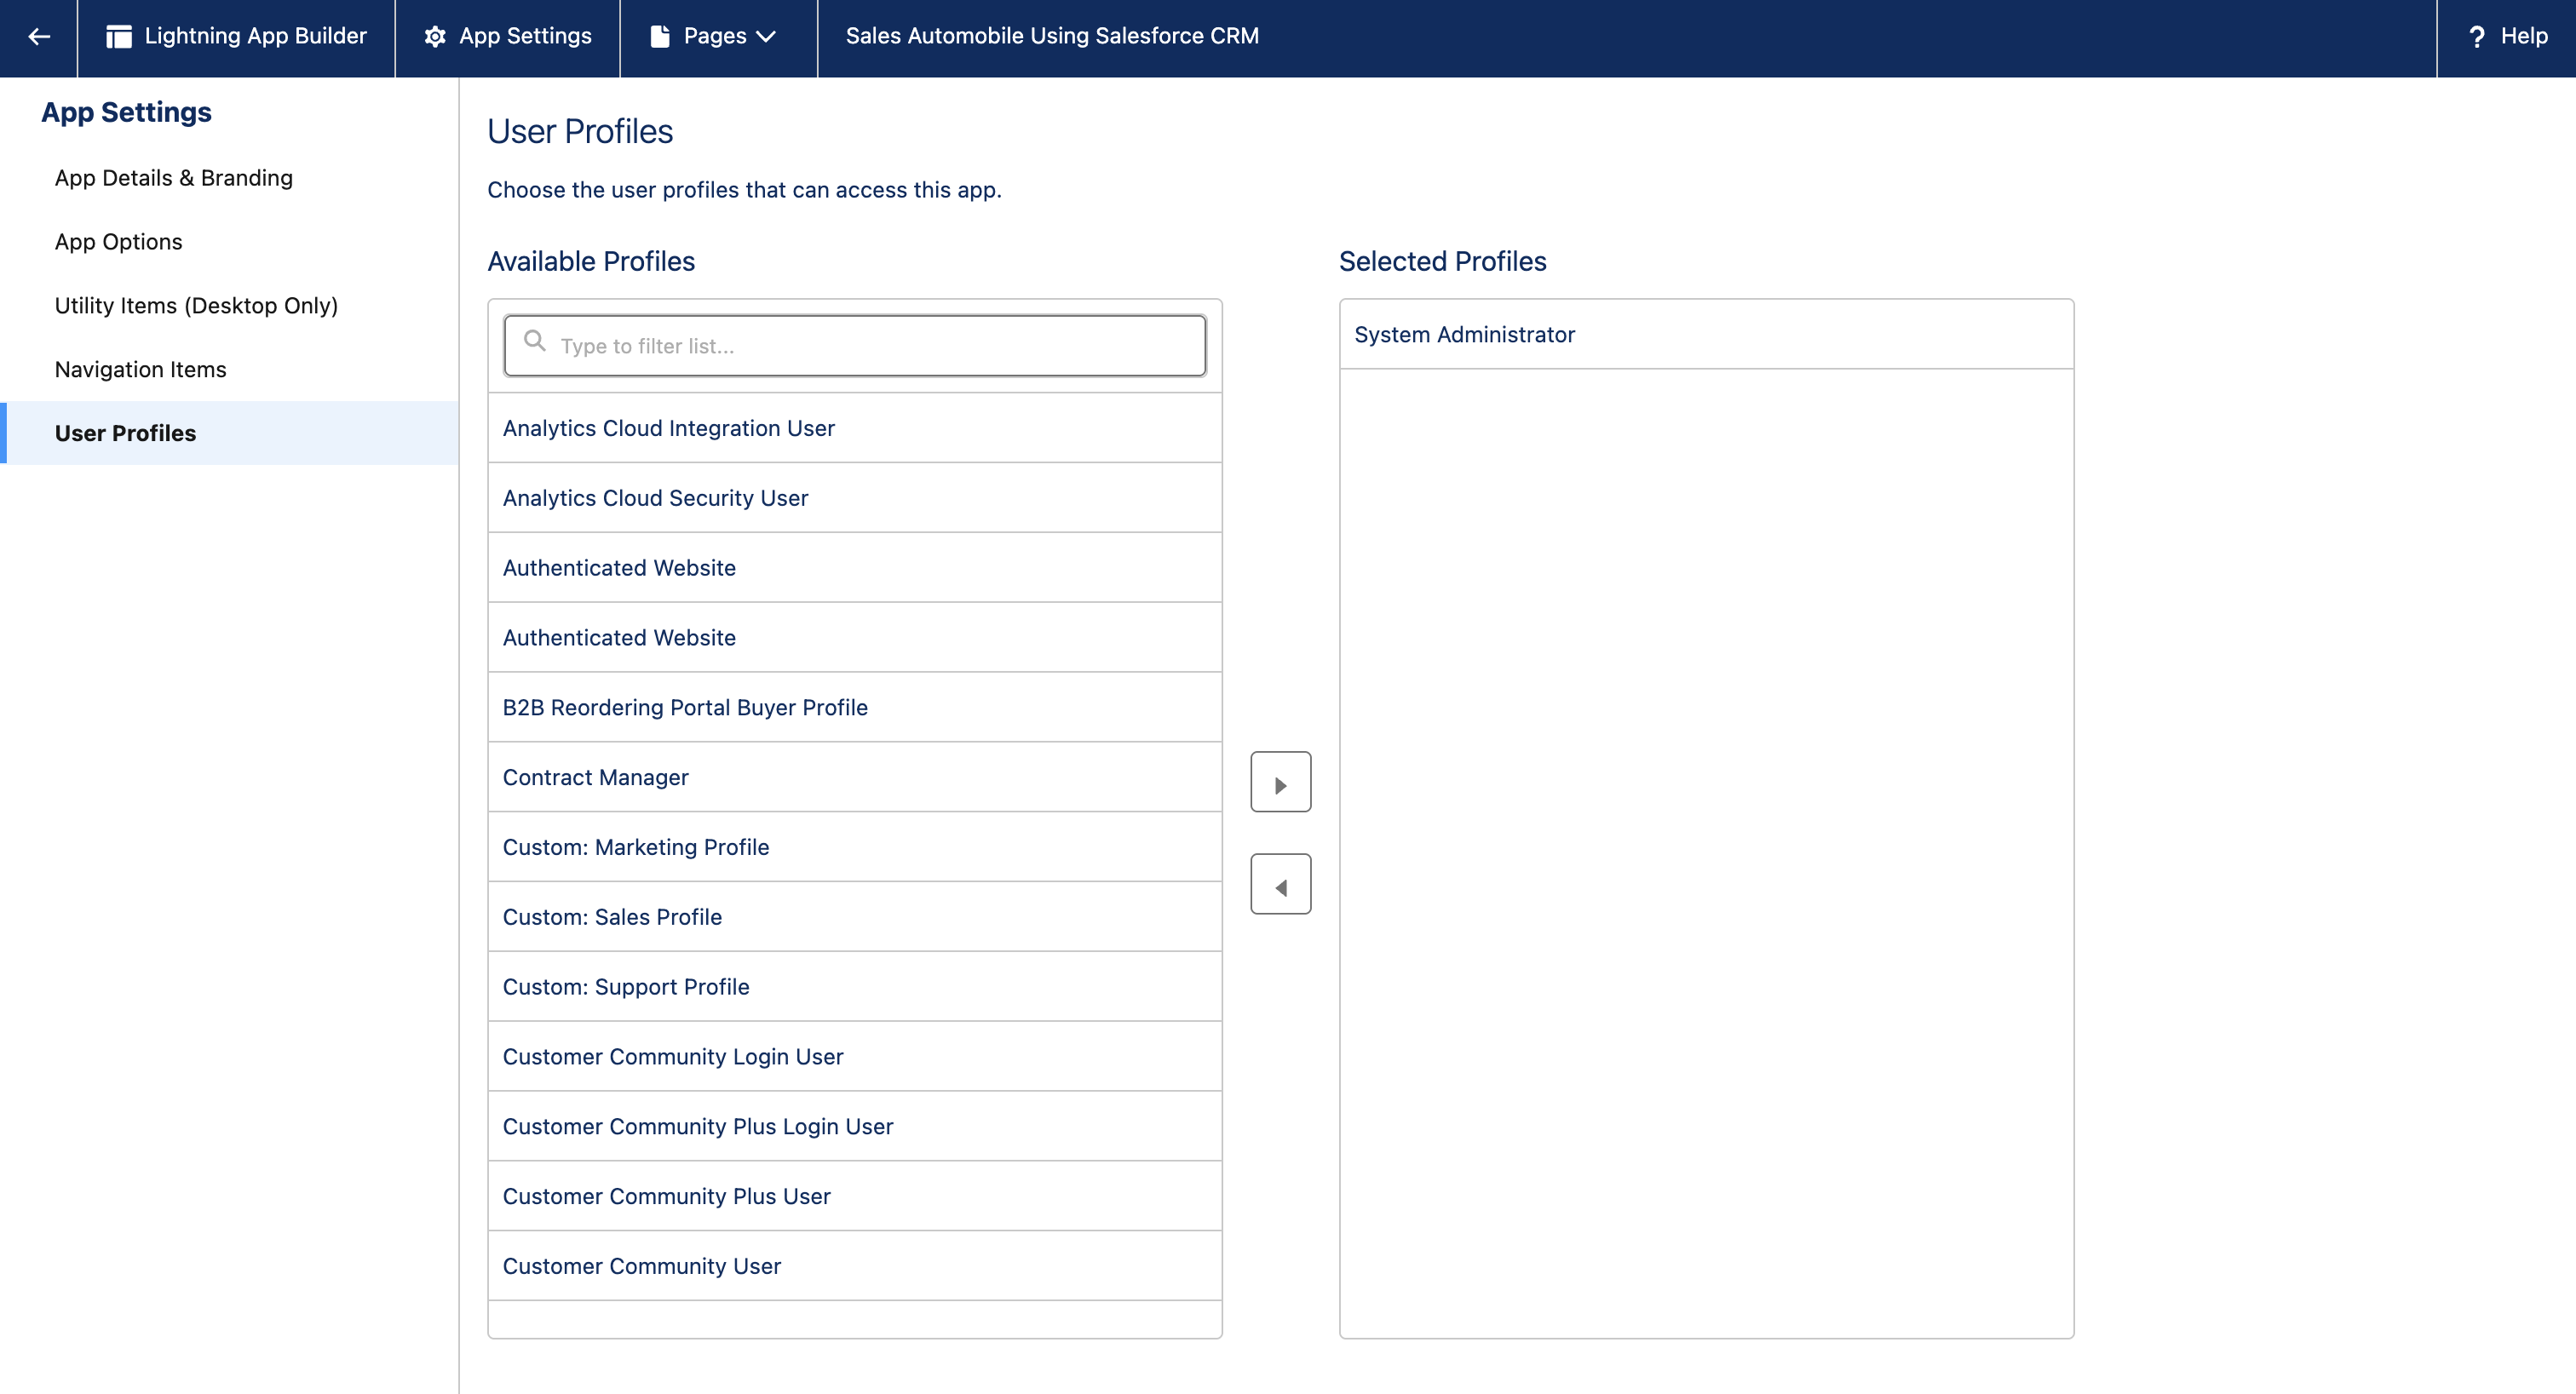 Lightning App Builder
App Settings
Pages
Sales Automobile Using Salesforce CRM
? Help
App Settings
App Details & Branding
App Options
Utility Items (Desktop Only)
Navigation Items
User Profiles
User Profiles
Choose the user profiles that can access this app.
Available Profiles
Type to filter list...
Analytics Cloud Integration User
Analytics Cloud Security User
Authenticated Website
Authenticated Website
B2B Reordering Portal Buyer Profile
Contract Manager
Custom: Marketing Profile
Custom: Sales Profile
Custom: Support Profile
Customer Community Login User
Customer Community Plus Login User
Customer Community Plus User
Customer Community User
Selected Profiles
System Administrator